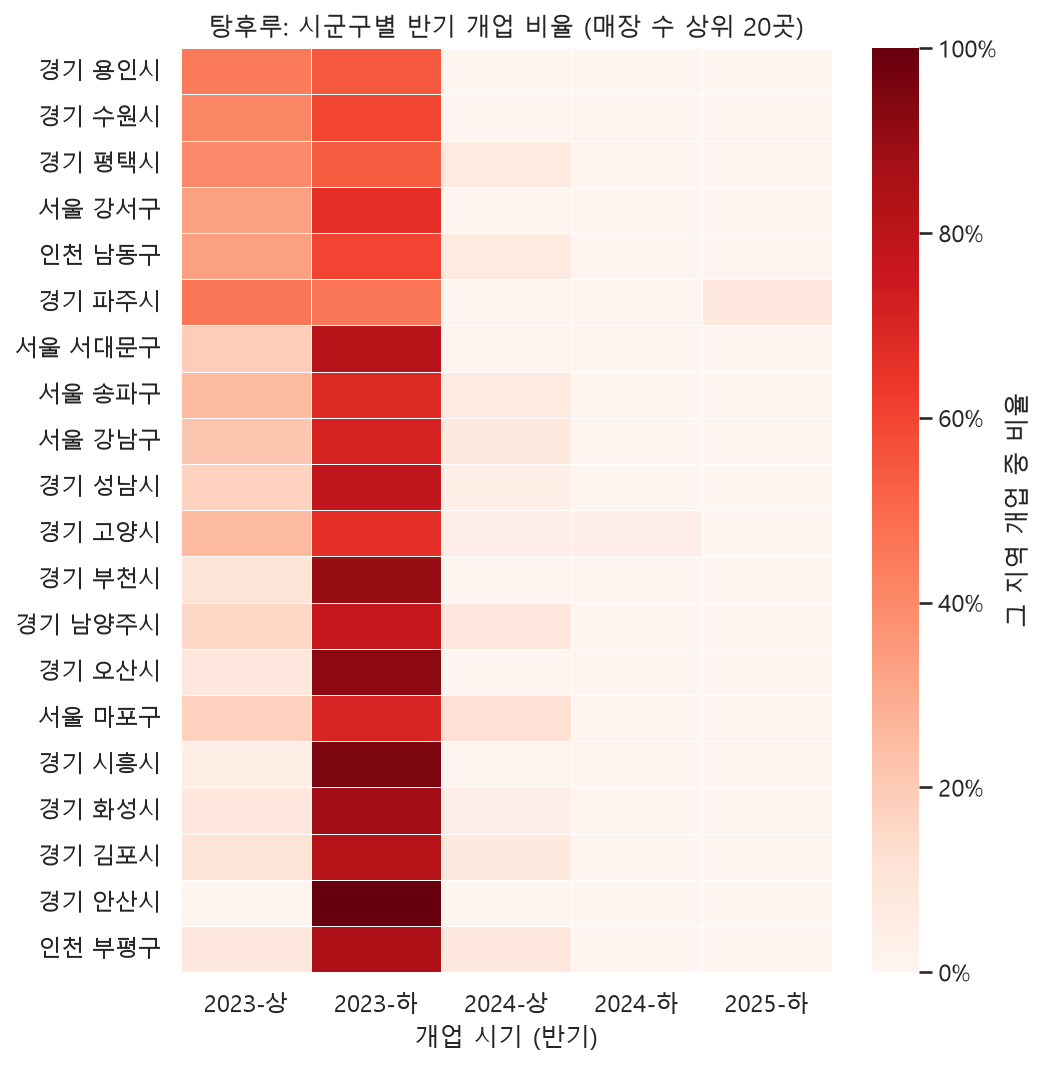 탕후루: 시군구별 반기 개업 비율 (매장 수 상위 20곳)
경기 용인시
경기 수원시
경기 평택시
서울 강서구
인천 남동구
경기 파주시
서울 서대문구
서울 송파구
서울 강남구
경기 성남시
경기 고양시
경기 부천시
경기 남양주시
경기 오산시
서울 마포구
경기 시흥시
경기 화성시
경기 김포시
경기 안산시
인천 부평구
2023-상
2023-하
2024-상
2024-하
2025-하
개업 시기 (반기)
100%
80%
60%
40%
20%
0%
그 지역 개업 중 비율